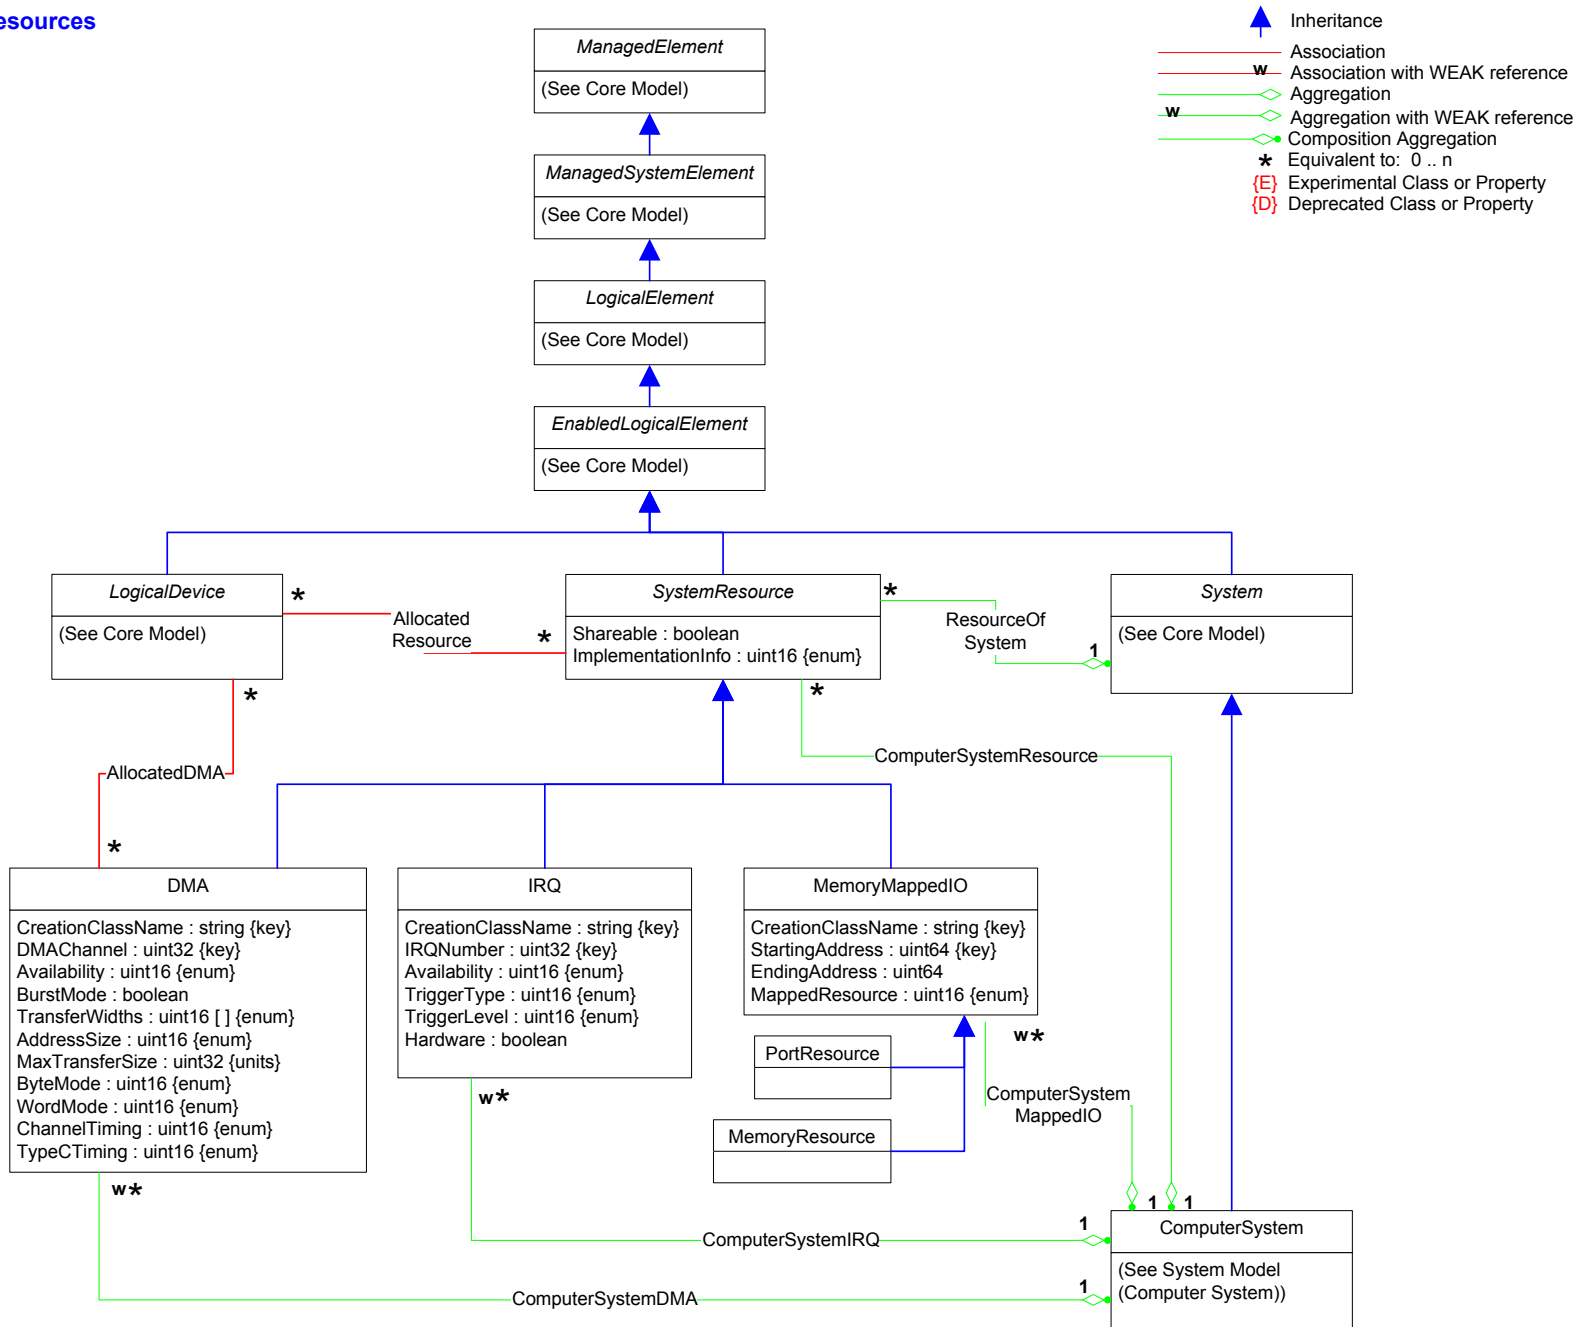 esources
Inheritance
Association
w
Association with WEAK reference
Aggregation
w
Aggregation with WEAK reference
Composition Aggregation
* Equivalent to: 0 .. n
{E} Experimental Class or Property
{D} Deprecated Class or Property
ManagedElement
(See Core Model)
ManagedSystemElement
(See Core Model)
LogicalElement
(See Core Model)
EnabledLogicalElement
(See Core Model)
LogicalDevice
(See Core Model)
*
Allocated
Resource
*
SystemResource
Shareable : boolean
ImplementationInfo : uint16 {enum}
*
ResourceOf
System
1
System
(See Core Model)
*
*
ComputerSystemResource
AllocatedDMA
*
DMA
CreationClassName : string {key}
DMAChannel : uint32 {key}
Availability : uint16 {enum}
BurstMode : boolean
TransferWidths : uint16 [ ] {enum}
AddressSize : uint16 {enum}
MaxTransferSize : uint32 {units}
ByteMode : uint16 {enum}
WordMode : uint16 {enum}
ChannelTiming : uint16 {enum}
TypeCTiming : uint16 {enum}
w*
IRQ
CreationClassName : string {key}
IRQNumber : uint32 {key}
Availability : uint16 {enum}
TriggerType : uint16 {enum}
TriggerLevel : uint16 {enum}
Hardware : boolean
w*
MemoryMappedIO
CreationClassName : string {key}
StartingAddress : uint64 {key}
EndingAddress : uint64
MappedResource : uint16 {enum}
w*
PortResource
MemoryResource
ComputerSystem
MappedIO
1
1
ComputerSystem
(See System Model
(Computer System))
ComputerSystemIRQ
1
ComputerSystemDMA
1